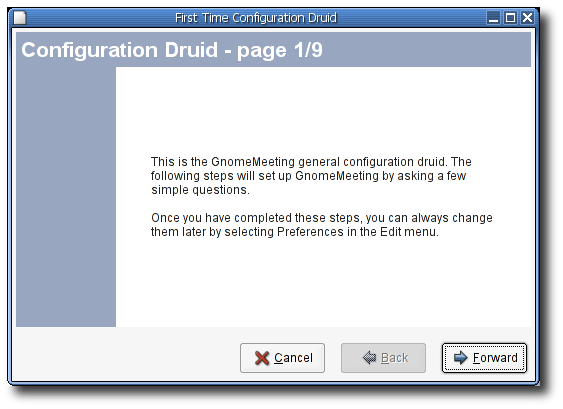 First Time Configuration Druid
Configuration Druid - page 1/9
This is the GnomeMeeting general configuration druid. The
following steps will set up GnomeMeeting by asking a few
simple questions.
Once you have completed these steps, you can always change
them later by selecting Preferences in the Edit menu.
Cancel
Back
Forward